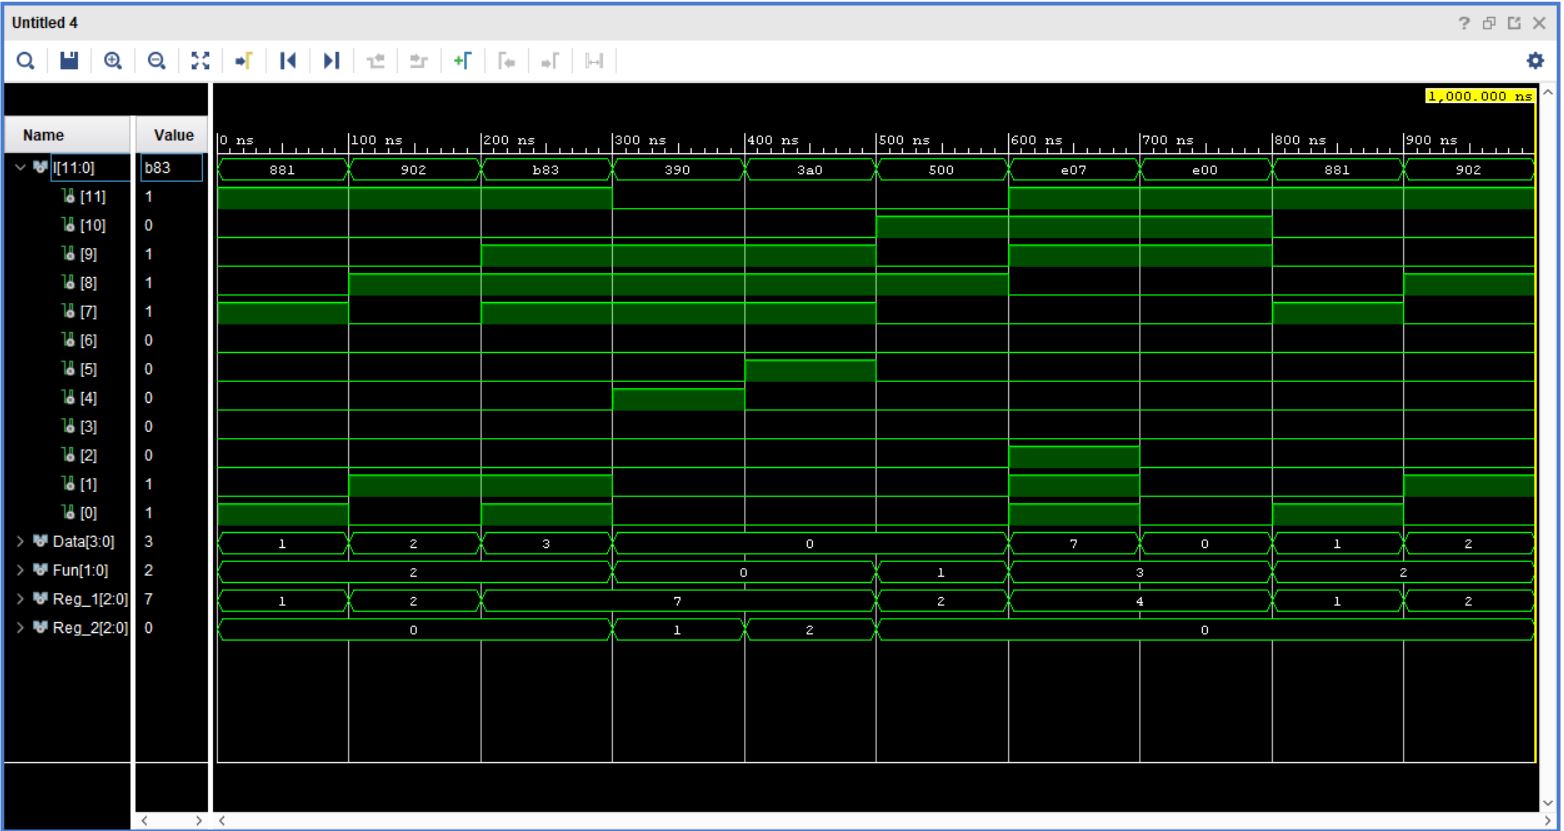 Untitled 4
1,000.000 ns
Name Value 0 ns 100 ns 200 ns 300 ns 400 ns 500 ns 600 ns 700 ns 800 ns 900 ns
I[11:0] b83 881 902 b83 390 3a0 500 e07 e00 881 902
[11] 1
[10] 0
[9] 1
[8] 1
[7] 1
[6] 0
[5] 0
[4] 0
[3] 0
[2] 0
[1] 1
[0] 1
Data[3:0] 3 1 2 3 0 7 0 1 2
Fun[1:0] 2 2 0 1 3 2
Reg_1[2:0] 7 1 2 7 2 4 1 2
Reg_2[2:0] 0 0 1 2 0